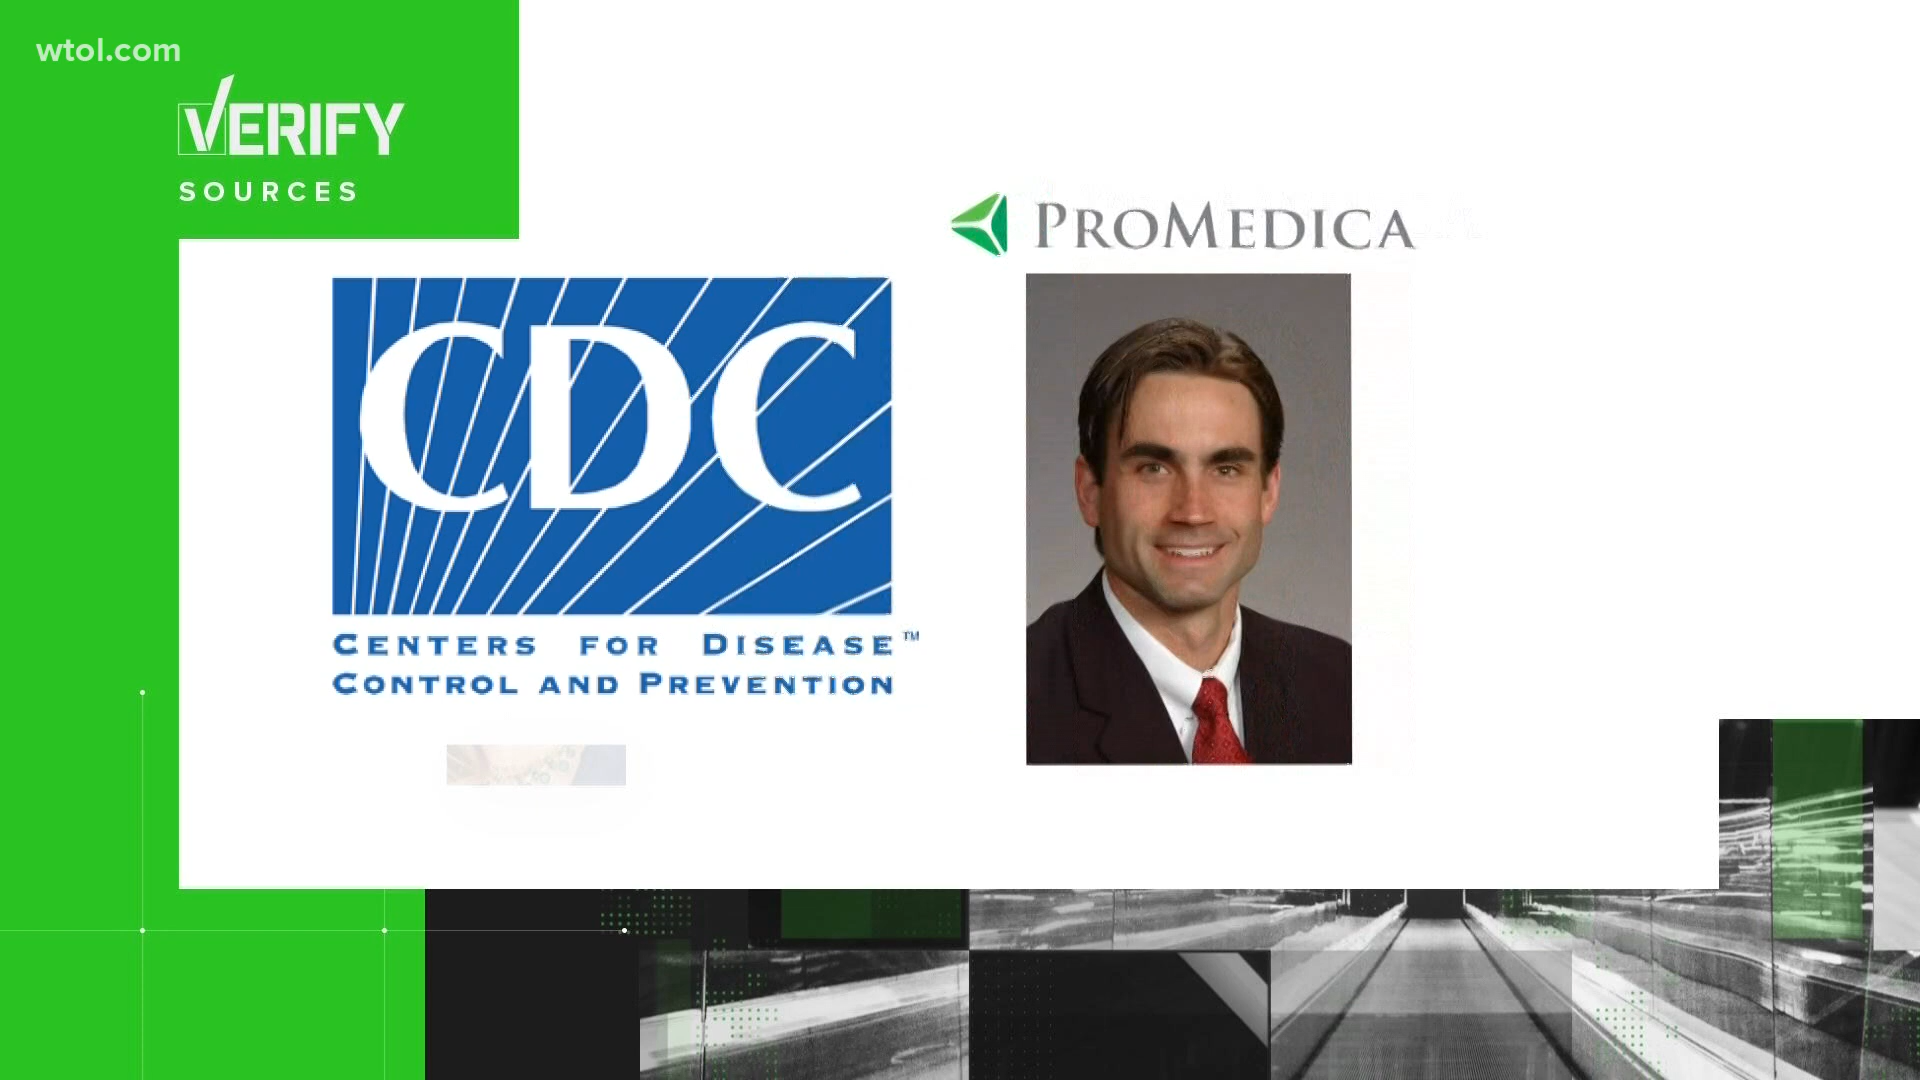 wtol.com
VERIFY
SOURCES
PROMEDICA
CDC
CENTERS FOR DISEASE™
CONTROL AND PREVENTION